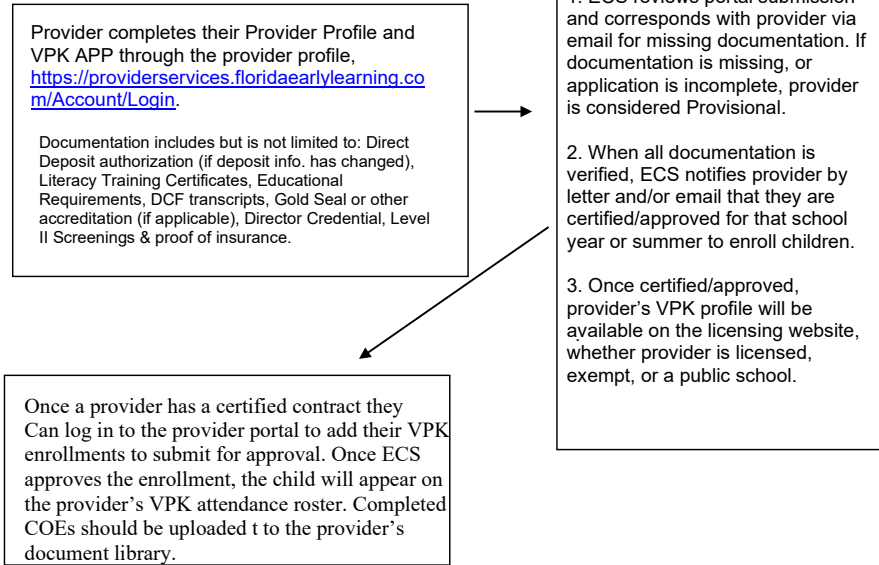 Provider completes their Provider Profile and
VPK APP through the provider profile,
https://providerservices.floridaearlylearning.co
m/Account/Login.
Documentation includes but is not limited to: Direct
Deposit authorization (if deposit info. has changed),
Literacy Training Certificates, Educational
Requirements, DCF transcripts, Gold Seal or other
accreditation (if applicable), Director Credential, Level
II Screenings & proof of insurance.
1. ECS reviews portal submission
and corresponds with provider via
email for missing documentation. If
documentation is missing, or
application is incomplete, provider
is considered Provisional.
2. When all documentation is
verified, ECS notifies provider by
letter and/or email that they are
certified/approved for that school
year or summer to enroll children.
3. Once certified/approved,
provider's VPK profile will be
available on the licensing website,
whether provider is licensed,
exempt, or a public school.
Once a provider has a certified contract they
Can log in to the provider portal to add their VPK
enrollments to submit for approval. Once ECS
approves the enrollment, the child will appear on
the provider's VPK attendance roster. Completed
COEs should be uploaded t to the provider's
document library.